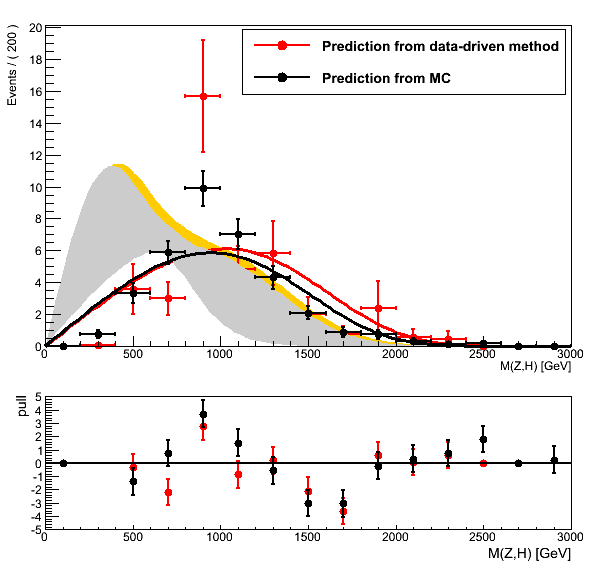 Events / ( 200 )
20
18
16
14
12
10
8
6
4
2
0
Prediction from data-driven method
Prediction from MC
0 500 1000 1500 2000 2500 3000
M(Z,H) [GeV]
pull
5
4
3
2
1
0
-1
-2
-3
-4
-5
0 500 1000 1500 2000 2500 3000
M(Z,H) [GeV]